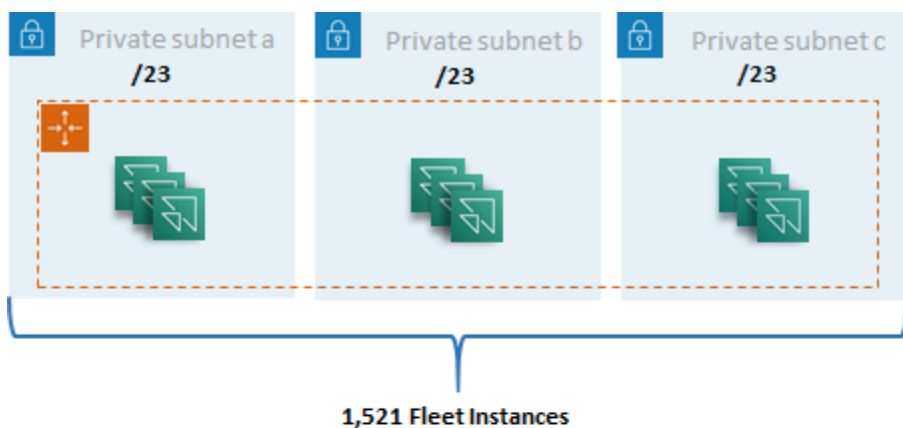 Private subnet a
/23
Private subnet b
/23
Private subnet c
/23
1,521 Fleet Instances